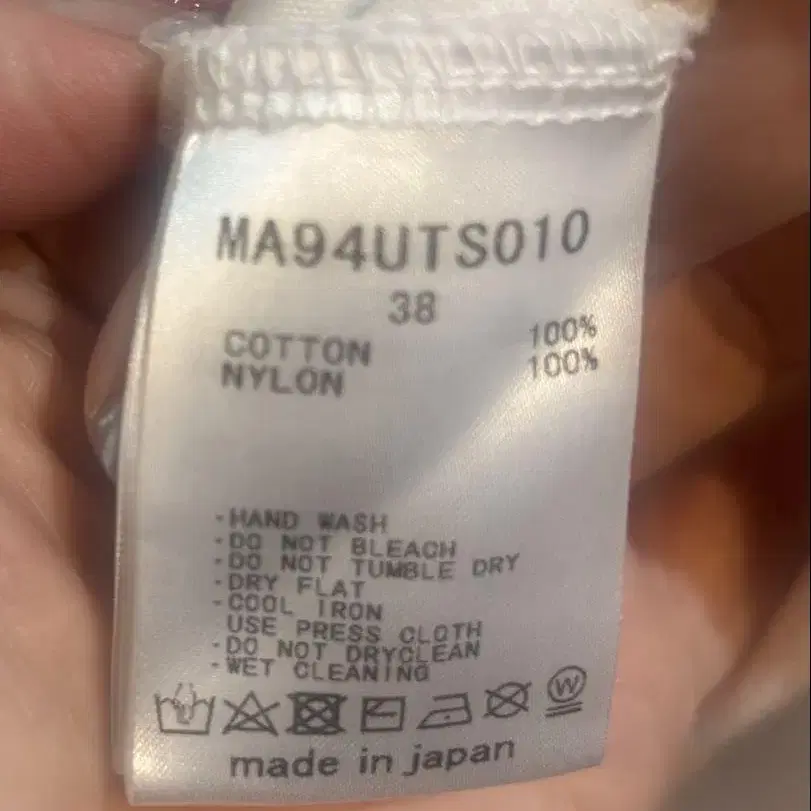 MA94UTS010
38
COTTON 100%
NYLON 100%
-HAND WASH
-DO NOT BLEACH
-DO NOT TUMBLE DRY
-DRY FLAT
-COOL IRON
USE PRESS CLOTH
-DO NOT DRYCLEAN
-WET CLEANING
W
made in japan